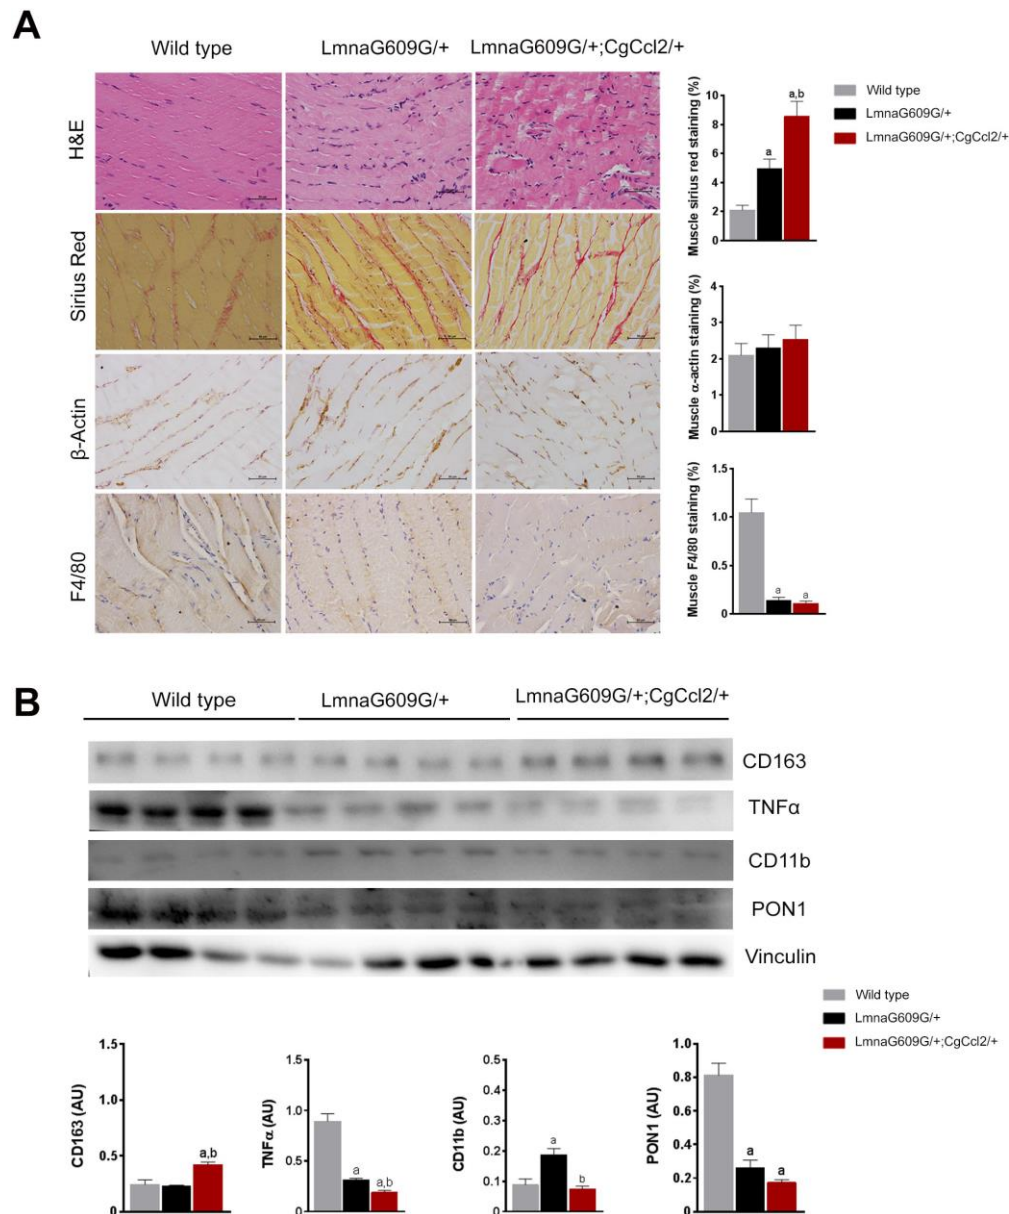 A
Wild type
LmnaG609G/+
LmnaG609G/+;CgCcl2/+
H&E
Sirius Red
β-Actin
F4/80
Muscle sirius red staining (%)
10
8
6
4
2
0
a
a,b
Wild type
LmnaG609G/+
LmnaG609G/+;CgCcl2/+
Muscle α-actin staining (%)
4
3
2
1
0
Muscle F4/80 staining (%)
1.5
1.0
0.5
0
a
a
B
Wild type
LmnaG609G/+
LmnaG609G/+;CgCcl2/+
CD163
TNFα
CD11b
PON1
Vinculin
Wild type
LmnaG609G/+
LmnaG609G/+;CgCcl2/+
CD163 (AU)
1.5
1.0
0.5
0
a,b
TNFα (AU)
1.5
1.0
0.5
0
a
a,b
CD11b (AU)
0.5
0.4
0.3
0.2
0.1
0
a
b
PON1 (AU)
1.0
0.8
0.6
0.4
0.2
0
a
a